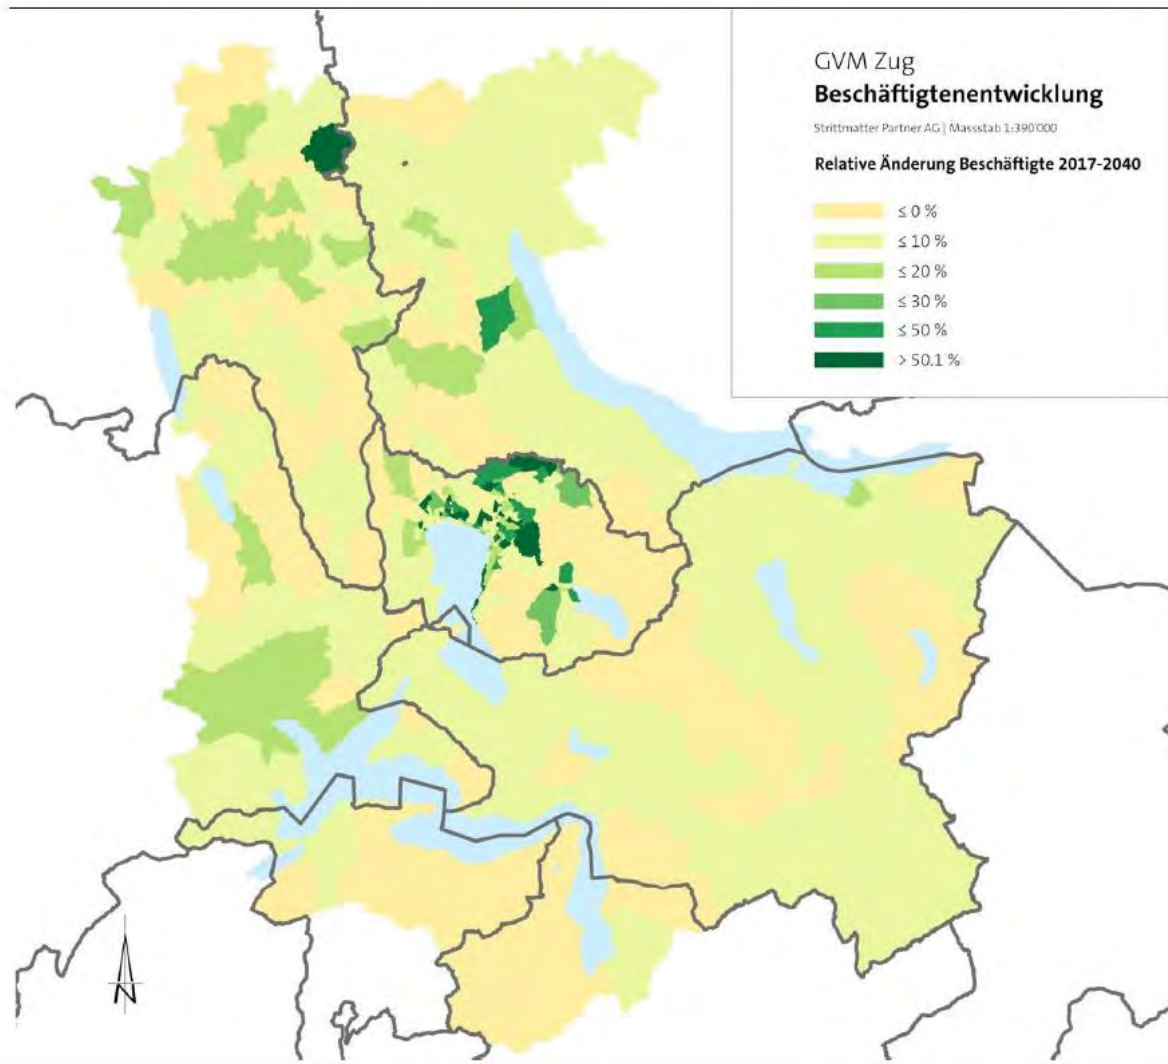 GVM Zug
Beschäftigtenentwicklung
Strittmatter Partner AG | Massstab 1:390'000
Relative Änderung Beschäftigte 2017-2040
≤ 0 %
≤ 10 %
≤ 20 %
≤ 30 %
≤ 50 %
> 50.1 %
N